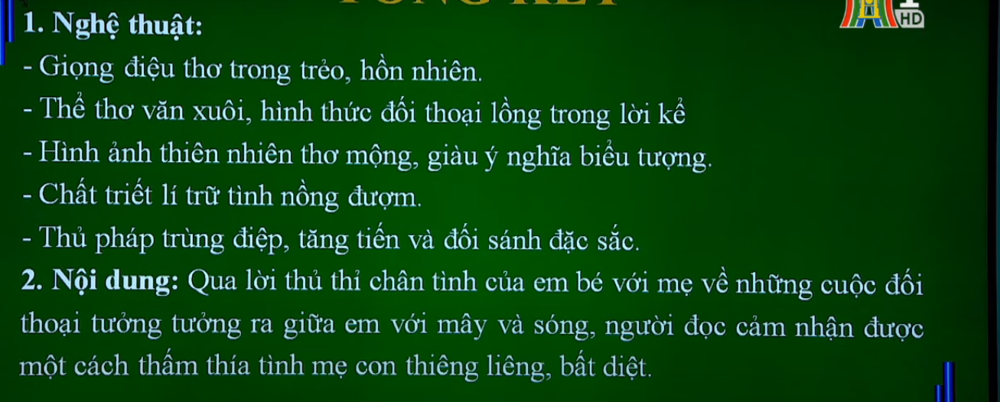 TỔNG KẾT
HD
1. Nghệ thuật:
- Giọng điệu thơ trong trẻo, hồn nhiên.
- Thể thơ văn xuôi, hình thức đối thoại lồng trong lời kể
- Hình ảnh thiên nhiên thơ mộng, giàu ý nghĩa biểu tượng.
- Chất triết lí trữ tình nồng đượm.
- Thủ pháp trùng điệp, tăng tiến và đối sánh đặc sắc.
2. Nội dung: Qua lời thủ thỉ chân tình của em bé với mẹ về những cuộc đối
thoại tưởng tưởng ra giữa em với mây và sóng, người đọc cảm nhận được
một cách thấm thía tình mẹ con thiêng liêng, bất diệt.